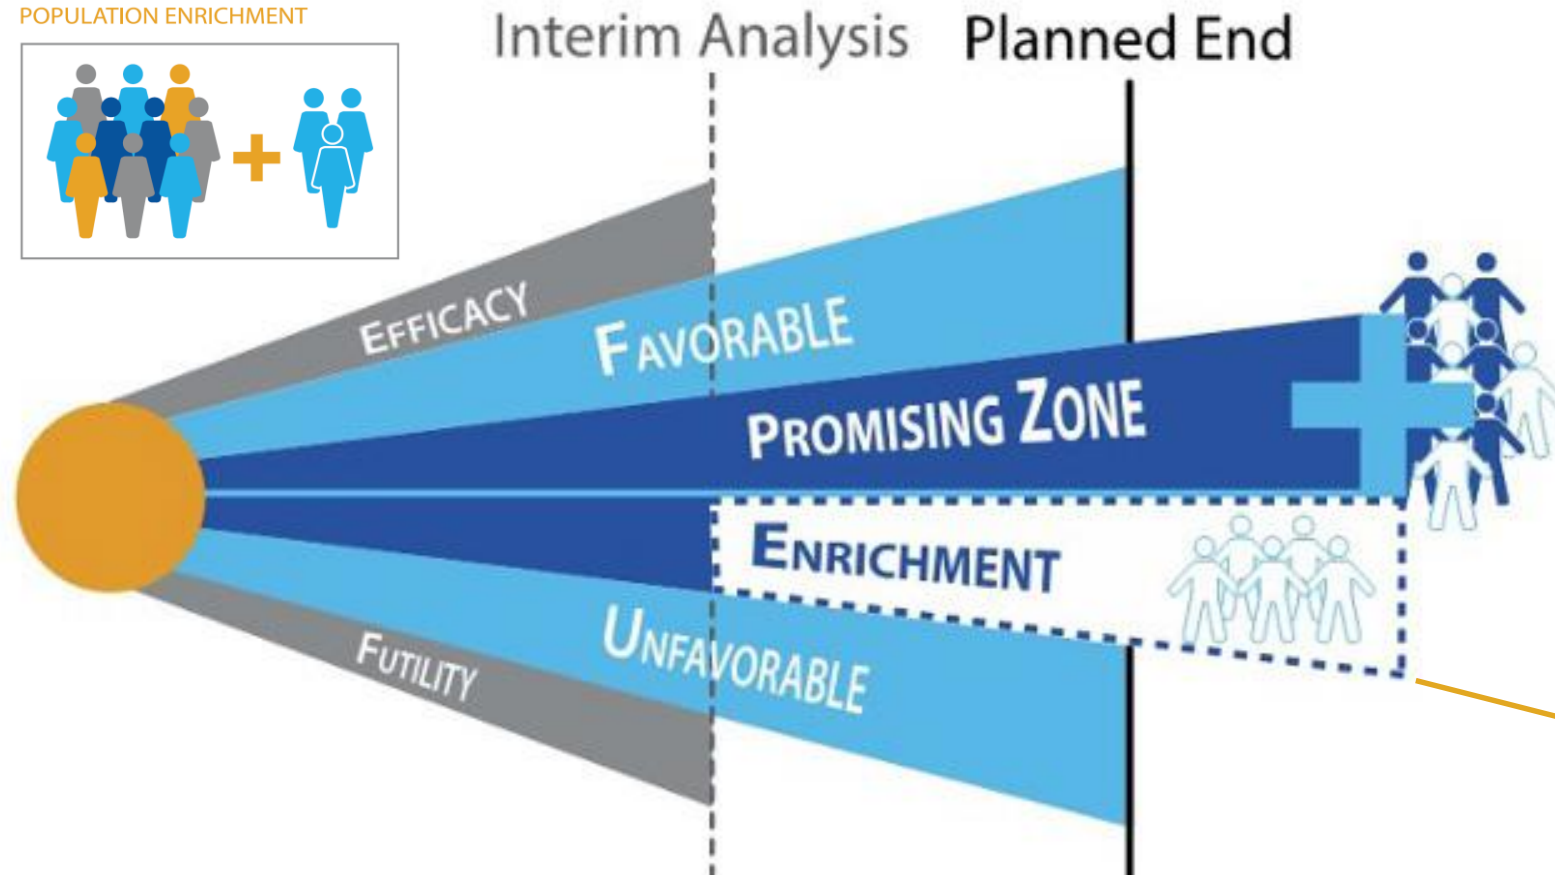 POPULATION ENRICHMENT
Interim Analysis
Planned End
EFFICACY
FAVORABLE
PROMISING ZONE
ENRICHMENT
UNFAVORABLE
FUTILITY